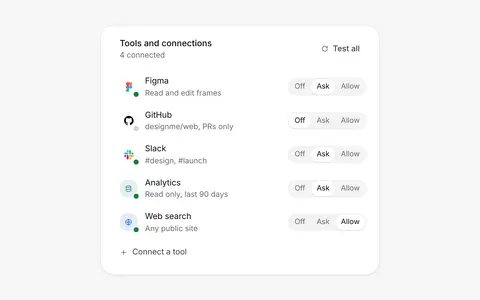 Tools and connections
4 connected
Test all
Figma
Read and edit frames
Off Ask Allow
GitHub
designme/web, PRs only
Off Ask Allow
Slack
#design, #launch
Off Ask Allow
Analytics
Read only, last 90 days
Off Ask Allow
Web search
Any public site
Off Ask Allow
+ Connect a tool